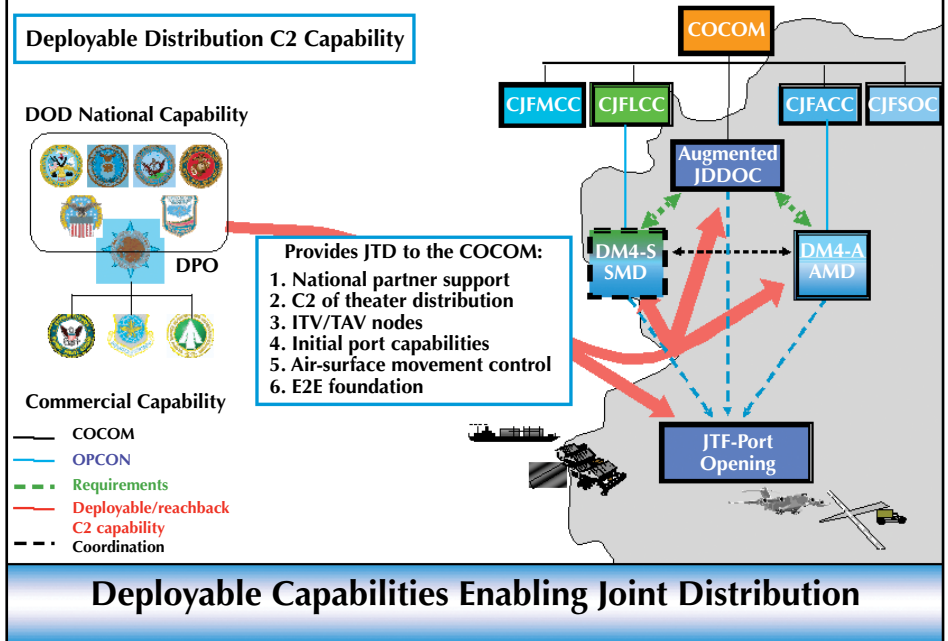 Deployable Distribution C2 Capability
DOD National Capability
DPO
Commercial Capability
COCOM
OPCON
Requirements
Deployable/reachback
C2 capability
Coordination
Provides JTD to the COCOM:
1. National partner support
2. C2 of theater distribution
3. ITV/TAV nodes
4. Initial port capabilities
5. Air-surface movement control
6. E2E foundation
COCOM
CJFMCC
CJFLCC
CJFACC
CJFSOC
Augmented
JDDOC
DM4-S
SMD
DM4-A
AMD
JTF-Port
Opening
Deployable Capabilities Enabling Joint Distribution